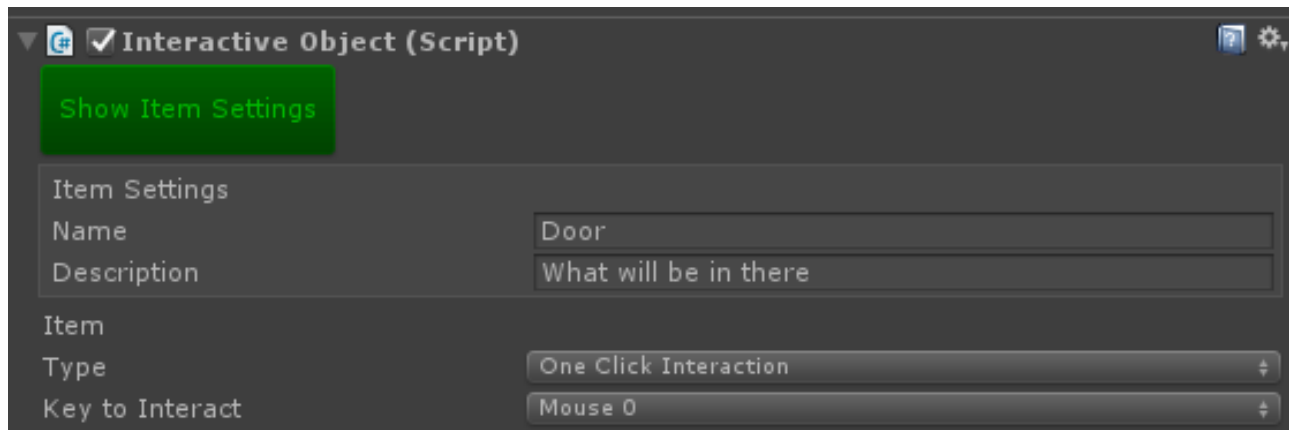 Interactive Object (Script)
Show Item Settings
Item Settings
Name Door
Description What will be in there
Item
Type One Click Interaction
Key to Interact Mouse 0